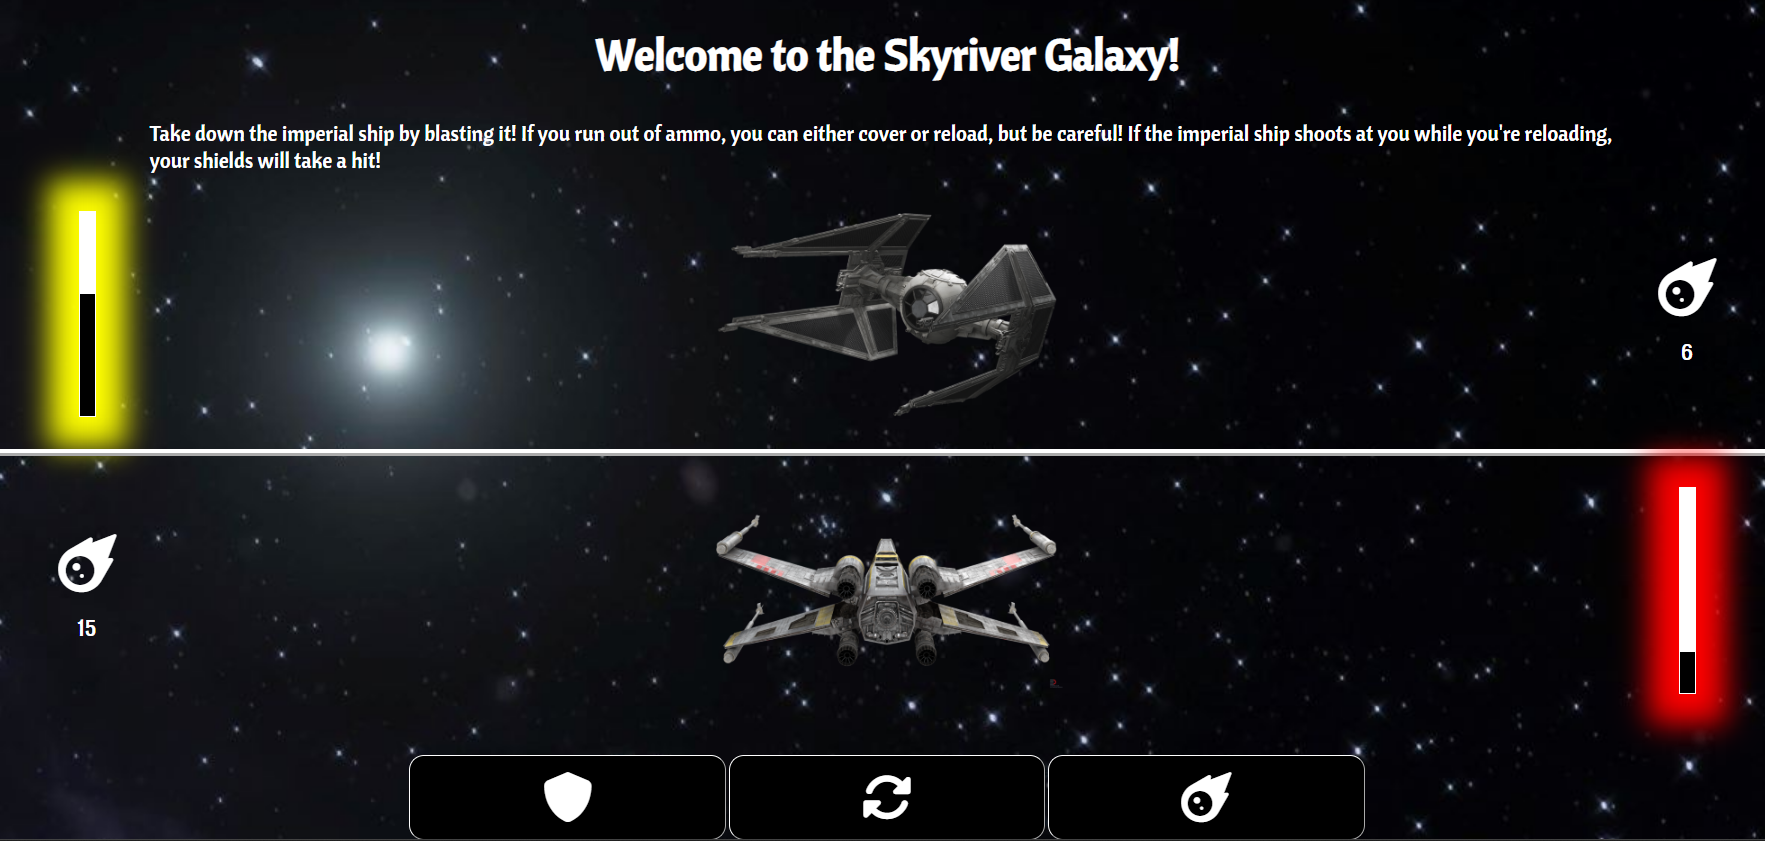 Welcome to the Skyriver Galaxy!
Take down the imperial ship by blasting it! If you run out of ammo, you can either cover or reload, but be careful! If the imperial ship shoots at you while you're reloading,
your shields will take a hit!
6
15